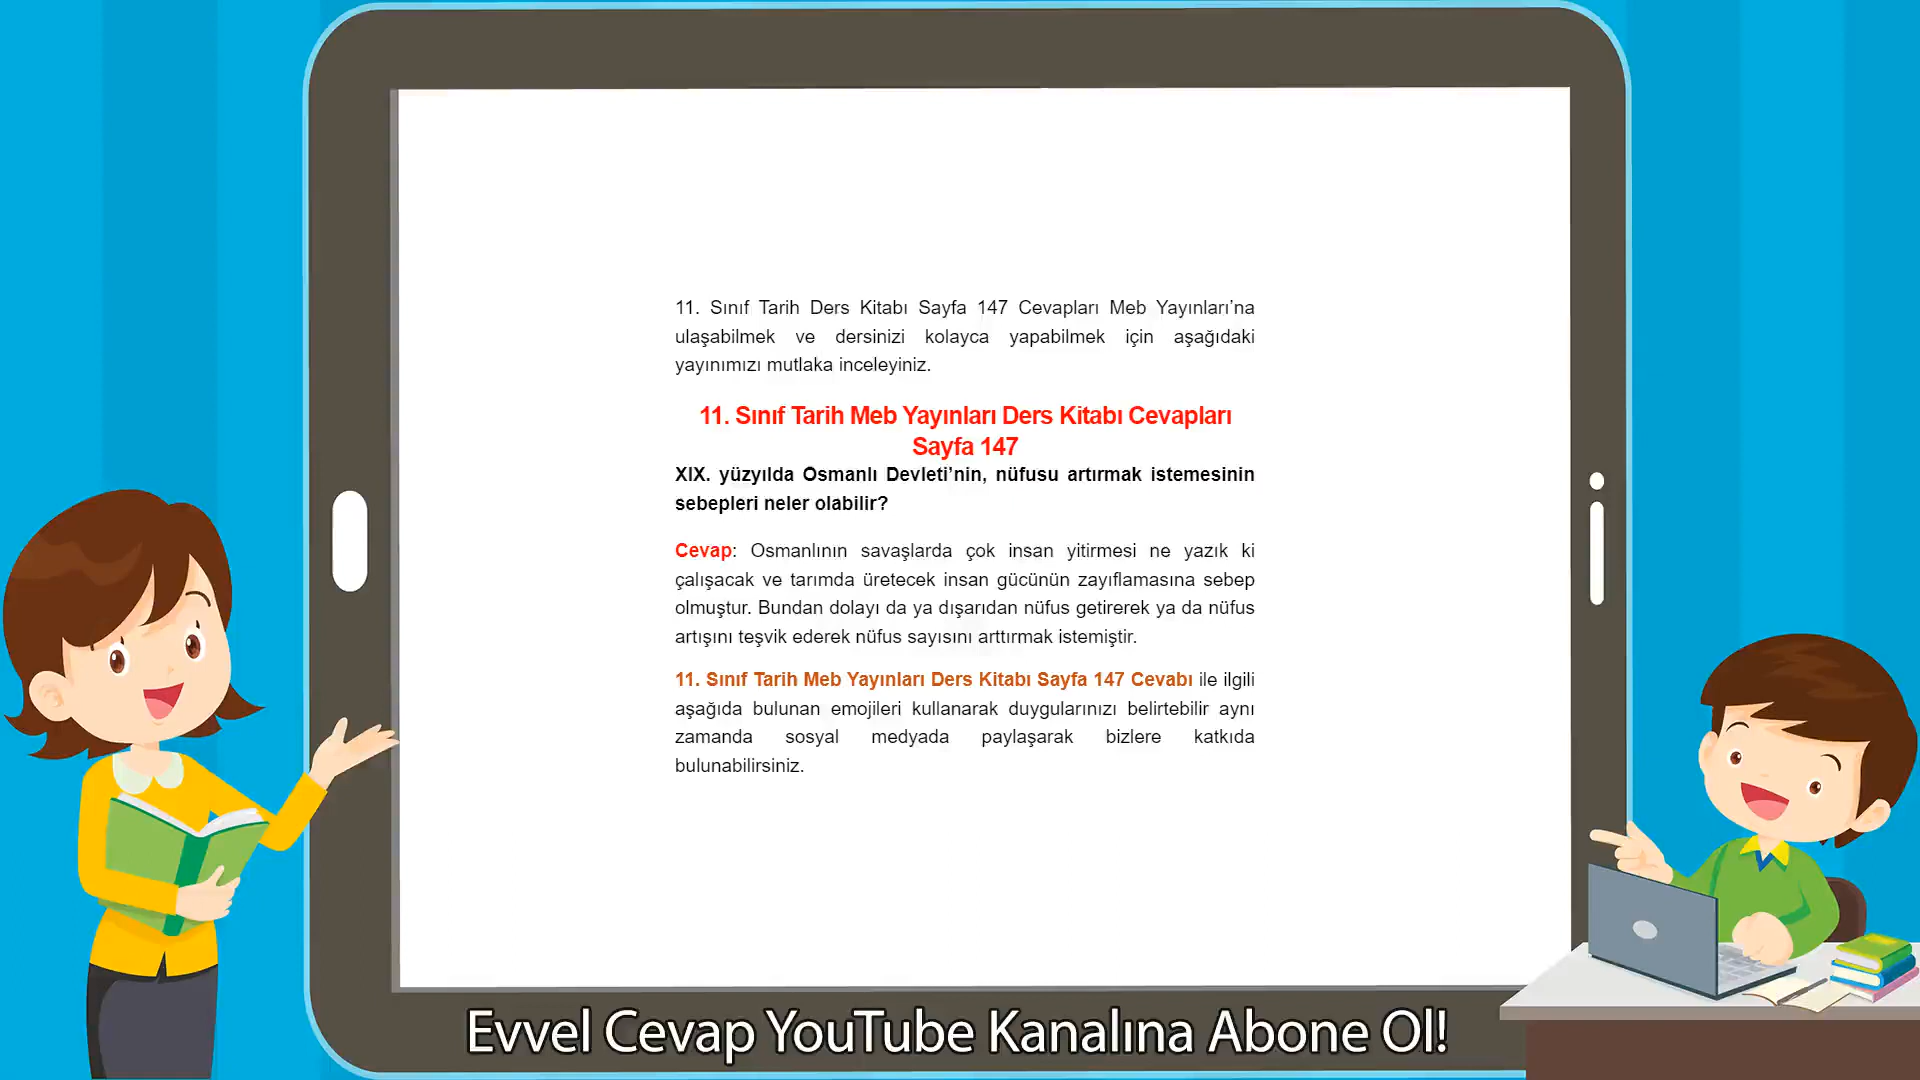 11. Sınıf Tarih Ders Kitabı Sayfa 147 Cevapları Meb Yayınları’na
ulaşabilmek ve dersinizi kolayca yapabilmek için aşağıdaki
yayınımızı mutlaka inceleyiniz.
11. Sınıf Tarih Meb Yayınları Ders Kitabı Cevapları
Sayfa 147
XIX. yüzyılda Osmanlı Devleti’nin, nüfusu artırmak istemesinin
sebepleri neler olabilir?
Cevap: Osmanlının savaşlarda çok insan yitirmesi ne yazık ki
çalışacak ve tarımda üretecek insan gücünün zayıflamasına sebep
olmuştur. Bundan dolayı da ya dışarıdan nüfus getirerek ya da nüfus
artışını teşvik ederek nüfus sayısını arttırmak istemiştir.
11. Sınıf Tarih Meb Yayınları Ders Kitabı Sayfa 147 Cevabı ile ilgili
aşağıda bulunan emojileri kullanarak duygularınızı belirtebilir aynı
zamanda sosyal medyada paylaşarak bizlere katkıda
bulunabilirsiniz.
Evvel Cevap YouTube Kanalına Abone Ol!